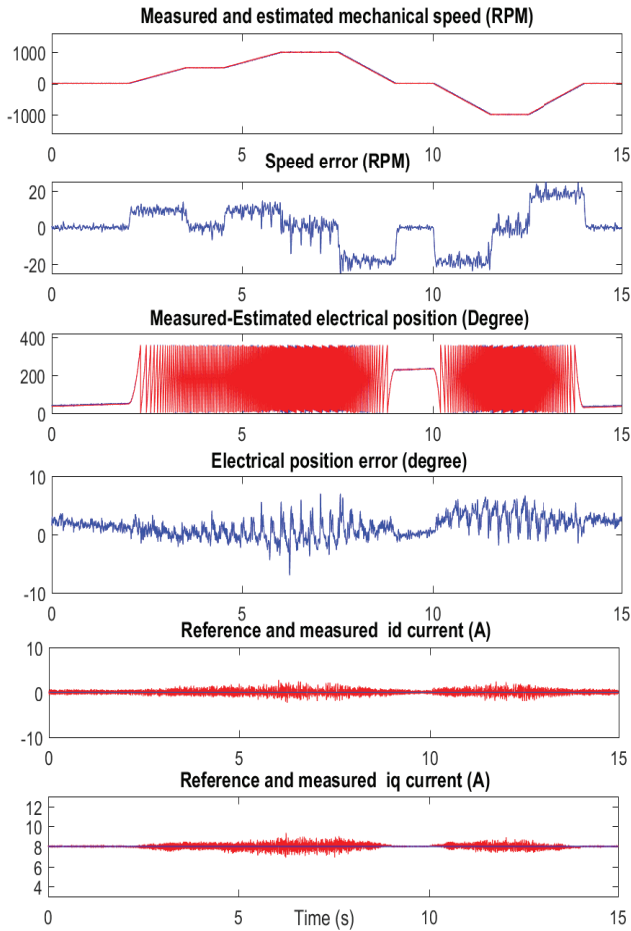 Measured and estimated mechanical speed (RPM)
1000
0
-1000
0 5 10 15
Speed error (RPM)
20
0
-20
0 5 10 15
Measured-Estimated electrical position (Degree)
400
200
0
0 5 10 15
Electrical position error (degree)
10
0
-10
0 5 10 15
Reference and measured id current (A)
10
0
-10
0 5 10 15
Reference and measured iq current (A)
12
10
8
6
4
0 5 10 15
Time (s)